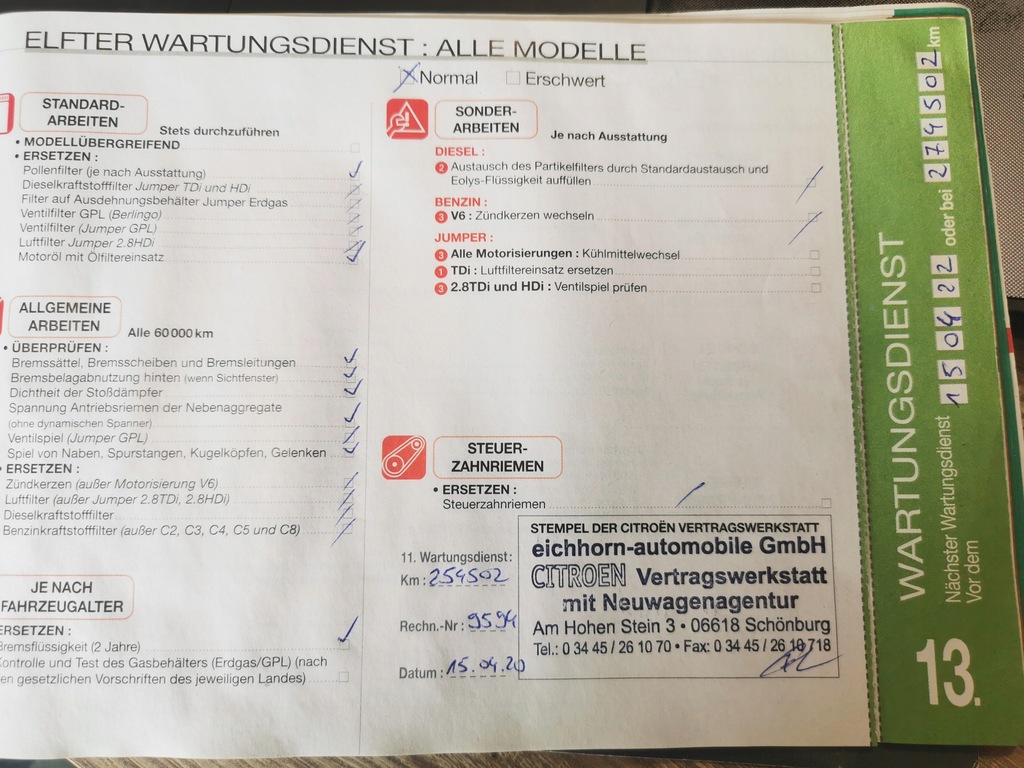 ELFTER WARTUNGSDIENST : ALLE MODELLE
Normal Erschwert
STANDARD-
ARBEITEN
Stets durchzuführen
• MODELLÜBERGREIFEND
• ERSETZEN :
Pollenfilter (je nach Ausstattung)
Dieselkraftstofffilter Jumper TDi und HDi
Filter auf Ausdehnungsbehälter Jumper Erdgas
Ventilfilter GPL (Berlingo)
Ventilfilter (Jumper GPL)
Luftfilter Jumper 2.8HDi
Motoröl mit Ölfiltereinsatz
ALLGEMEINE
ARBEITEN
Alle 60 000 km
• ÜBERPRÜFEN :
Bremssättel, Bremsscheiben und Bremsleitungen
Bremsbelagabnutzung hinten (wenn Sichtfenster)
Dichtheit der Stoßdämpfer
Spannung Antriebsriemen der Nebenaggregate
(ohne dynamischen Spanner)
Ventilspiel (Jumper GPL)
Spiel von Naben, Spurstangen, Kugelköpfen, Gelenken
• ERSETZEN :
Zündkerzen (außer Motorisierung V6)
Luftfilter (außer Jumper 2.8TDi, 2.8HDi)
Dieselkraftstofffilter
Benzinkraftstofffilter (außer C2, C3, C4, C5 und C8)
JE NACH
FAHRZEUGALTER
ERSETZEN :
Bremsflüssigkeit (2 Jahre)
ontrolle und Test des Gasbehälters (Erdgas/GPL) (nach
en gesetzlichen Vorschriften des jeweiligen Landes)
SONDER-
ARBEITEN
Je nach Ausstattung
DIESEL :
2 Austausch des Partikelfilters durch Standardaustausch und
Eolys-Flüssigkeit auffüllen
BENZIN :
3 V6 : Zündkerzen wechseln
JUMPER :
3 Alle Motorisierungen : Kühlmittelwechsel
1 TDi : Luftfiltereinsatz ersetzen
3 2.8TDi und HDi : Ventilspiel prüfen
STEUER-
ZAHNRIEMEN
• ERSETZEN :
Steuerzahnriemen
11. Wartungsdienst:
Km : 254502
Rechn.-Nr : 9594
Datum : 15.04.20
STEMPEL DER CITROËN VERTRAGSWERKSTATT
eichhorn-automobile GmbH
CITROEN Vertragswerkstatt
mit Neuwagenagentur
Am Hohen Stein 3 • 06618 Schönburg
Tel.: 0 34 45 / 26 10 70 • Fax: 0 34 45 / 26 10 718
13. WARTUNGSDIENST
Nächster Wartungsdienst
Vor dem 15 04 22 oder bei 274502 km